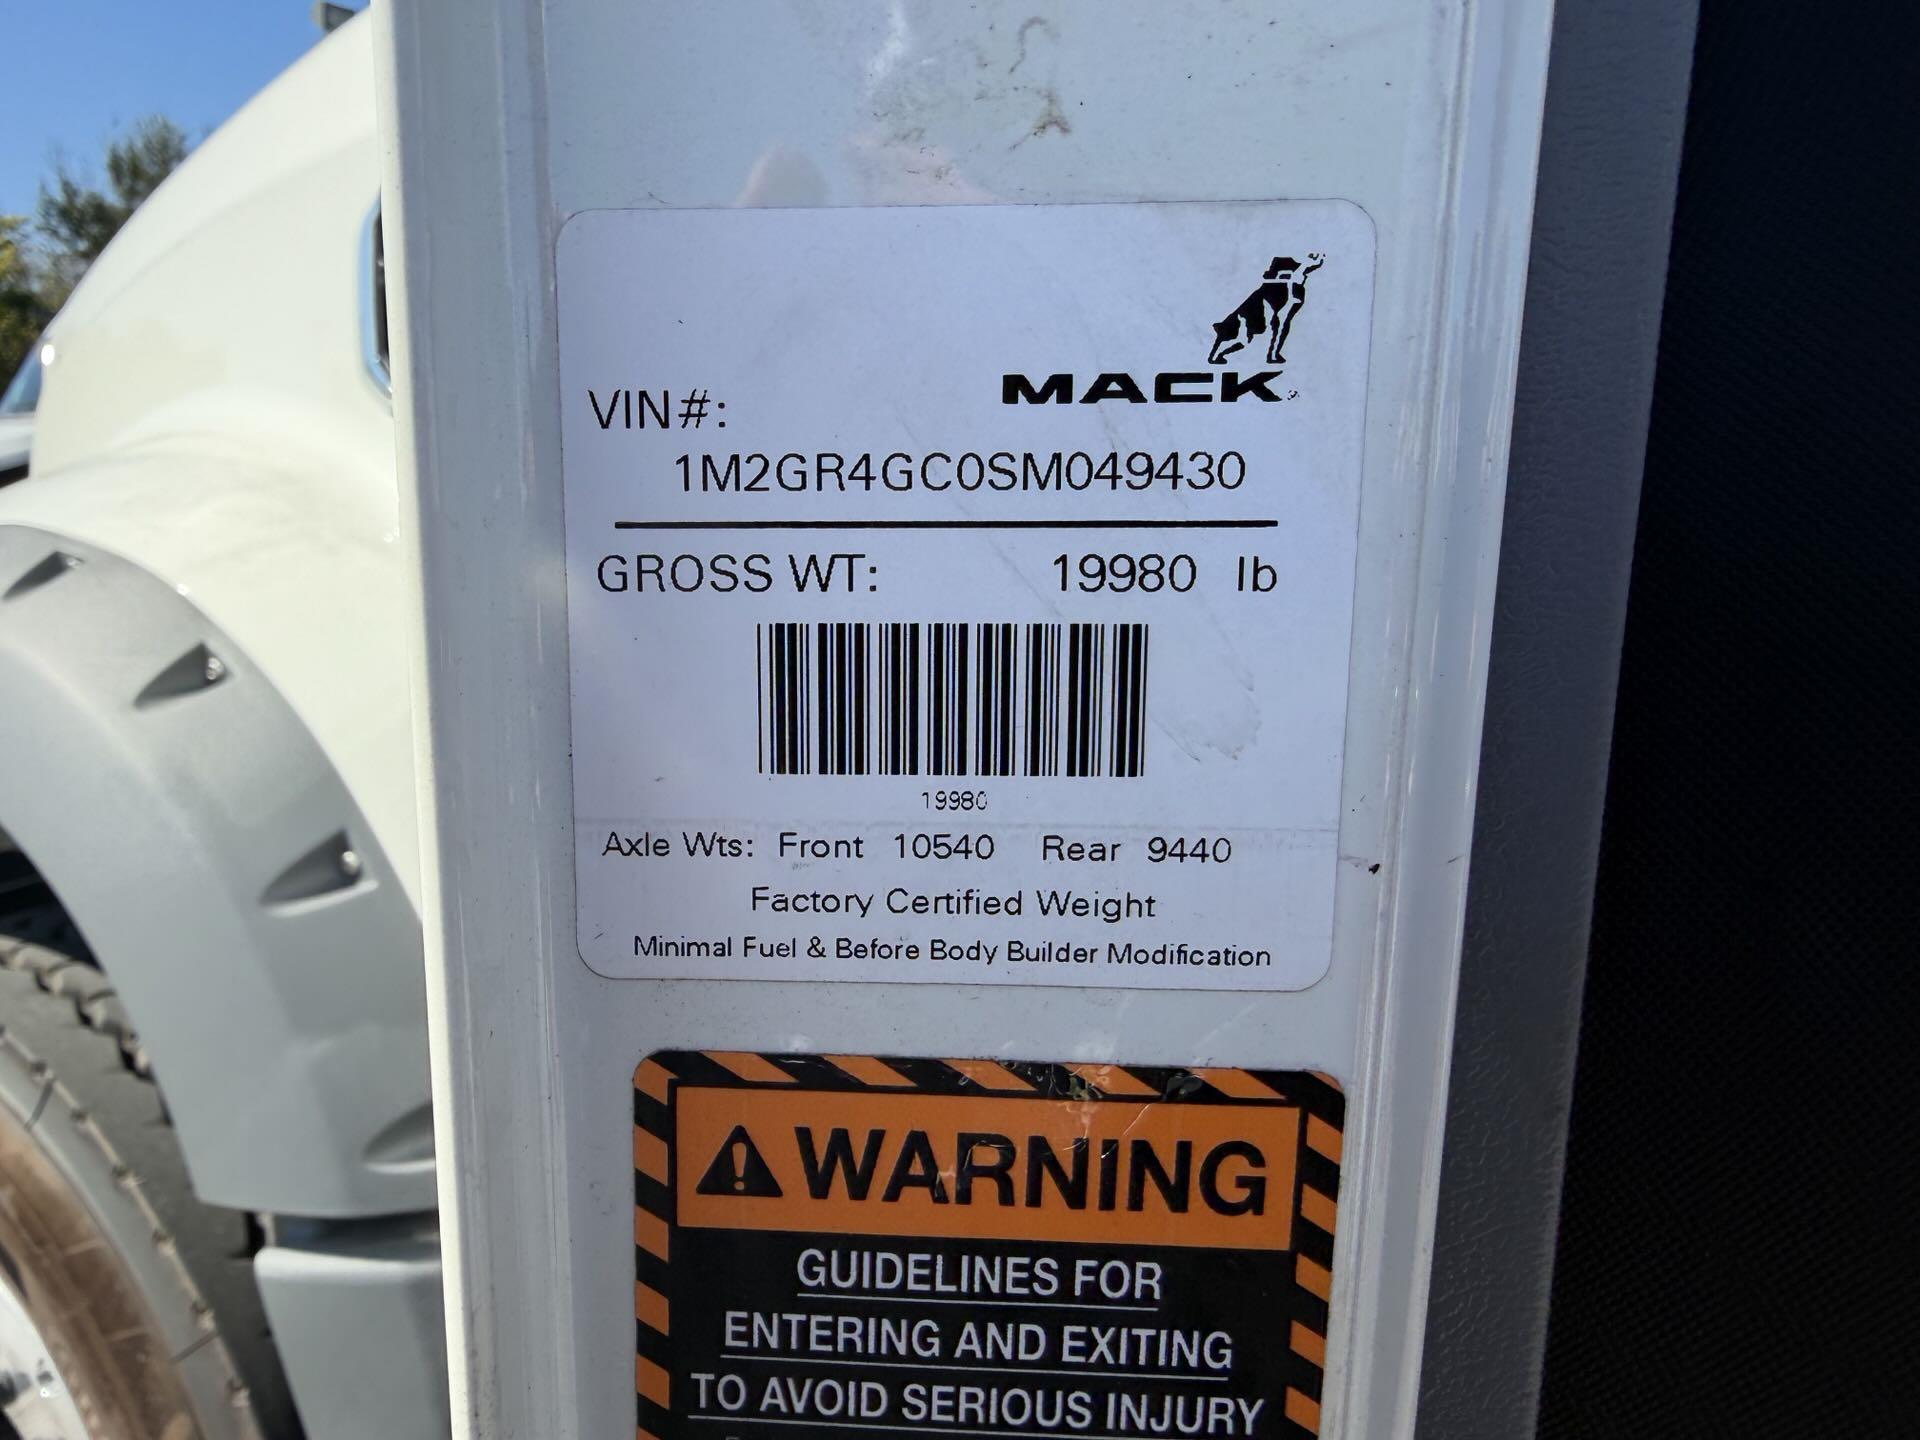 MACK
VIN#:
1M2GR4GC0SM049430
GROSS WT: 19980 lb
19980
Axle Wts: Front 10540 Rear 9440
Factory Certified Weight
Minimal Fuel & Before Body Builder Modification
WARNING
GUIDELINES FOR
ENTERING AND EXITING
TO AVOID SERIOUS INJURY